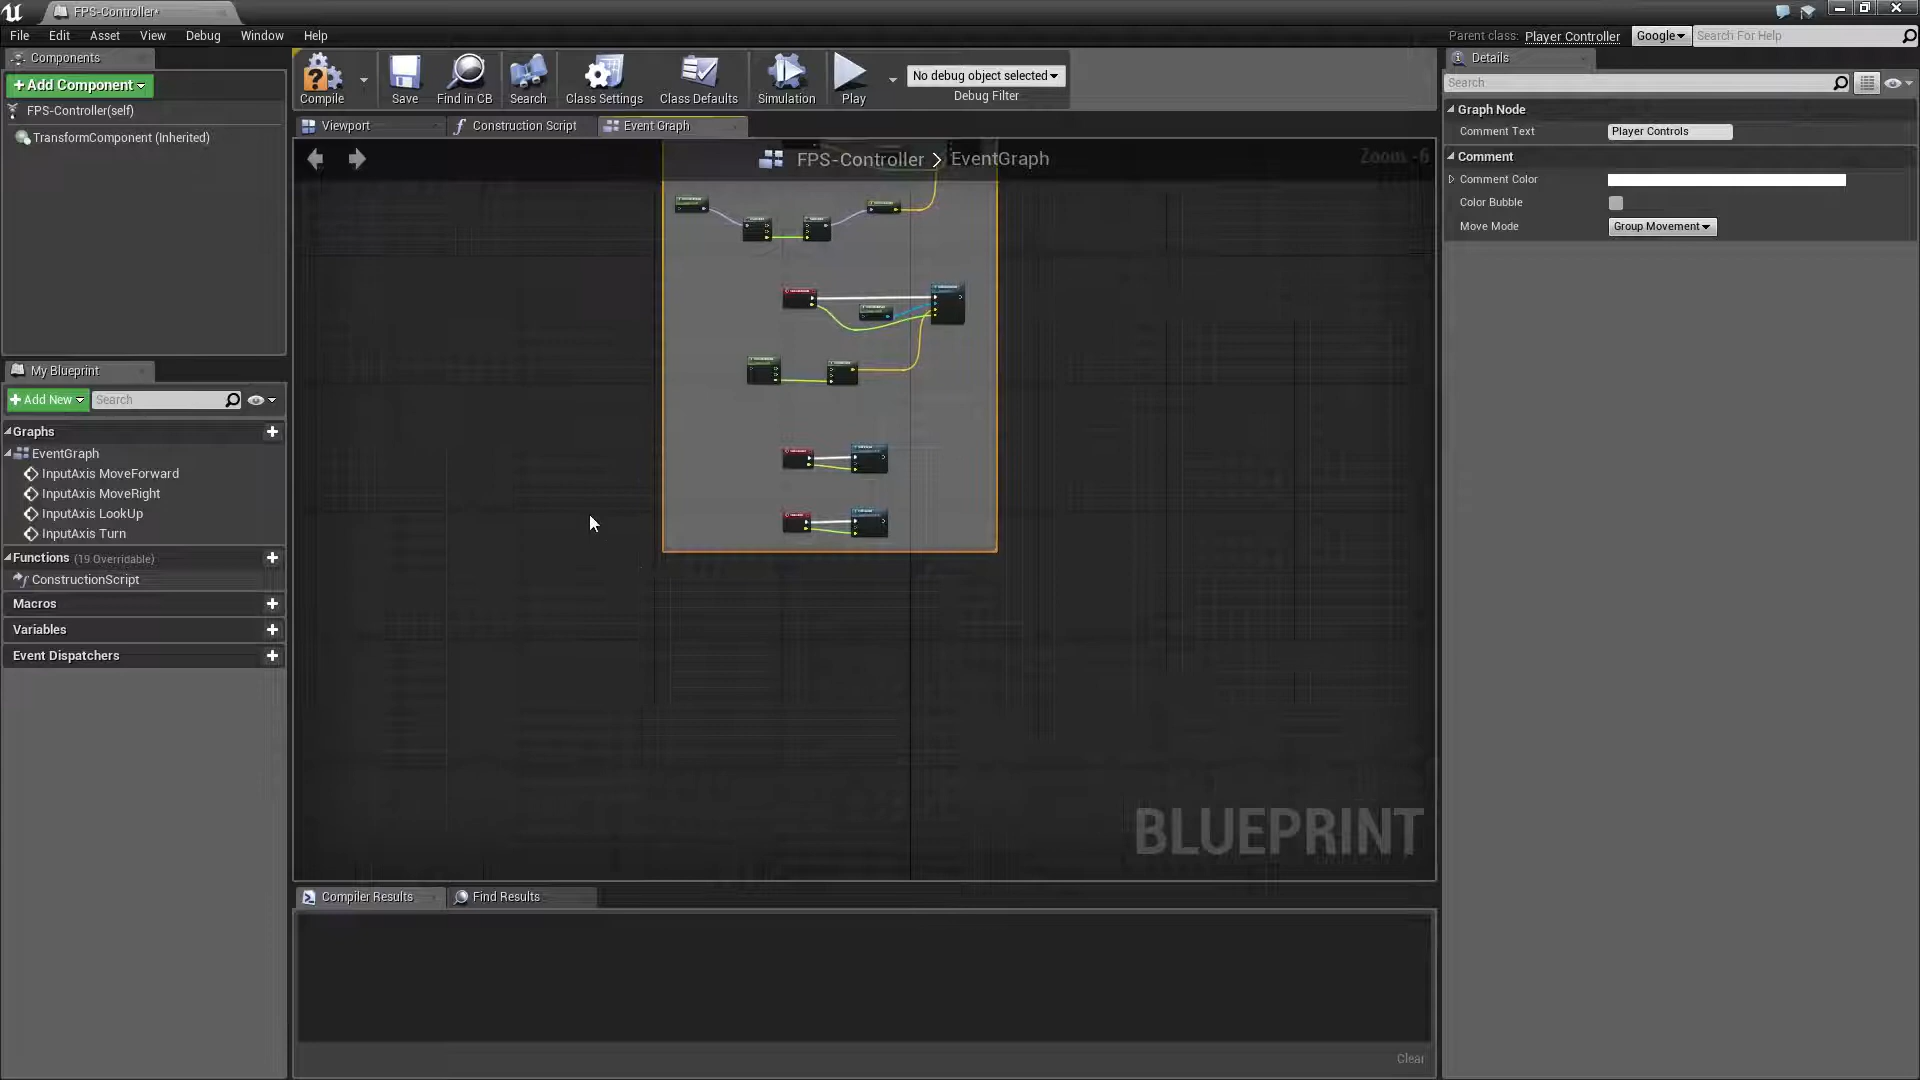 FPS-Controller*
File Edit Asset View Debug Window Help
Parent class: Player Controller Google Search For Help
Components
+Add Component
FPS-Controller(self)
TransformComponent (Inherited)
Compile Save Find in CB Search Class Settings Class Defaults Simulation Play
No debug object selected
Debug Filter
Viewport Construction Script Event Graph
FPS-Controller > EventGraph
Zoom -6
My Blueprint
+Add New Search
Graphs
EventGraph
InputAxis MoveForward
InputAxis MoveRight
InputAxis LookUp
InputAxis Turn
Functions (19 Overridable)
ConstructionScript
Macros
Variables
Event Dispatchers
BLUEPRINT
Compiler Results Find Results
Clear
Details
Search
Graph Node
Comment Text Player Controls
Comment
Comment Color
Color Bubble
Move Mode Group Movement